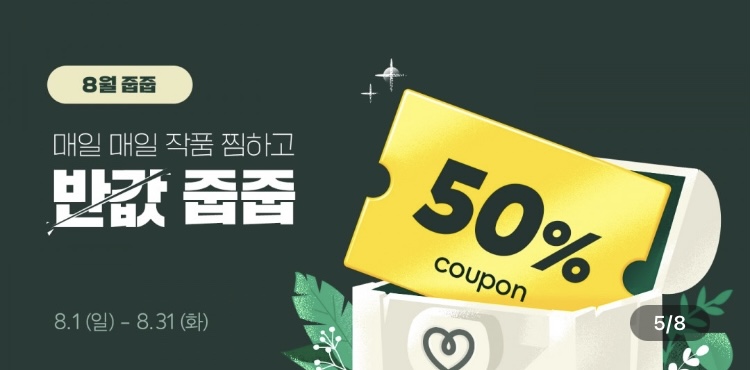 8월 줍줍
매일 매일 작품 찜하고
반값 줍줍
8.1 (일) - 8.31 (화)
50%
coupon
5/8